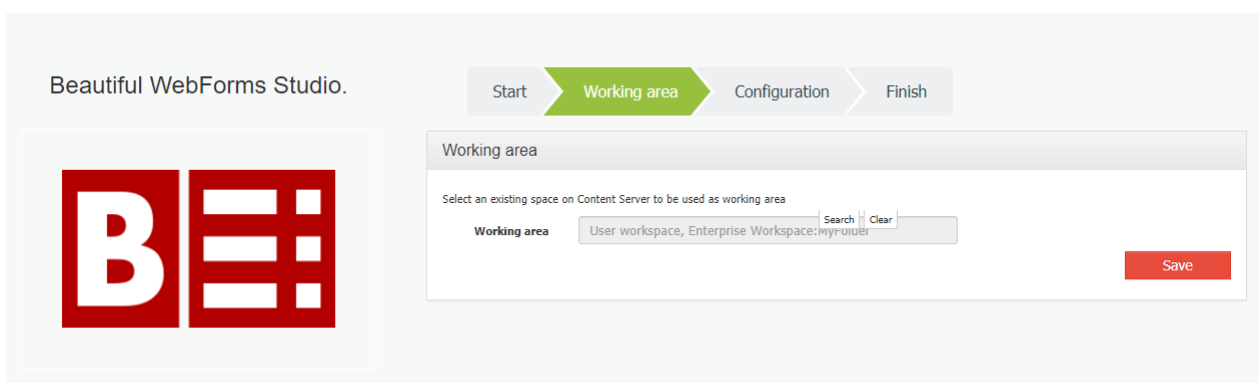 Beautiful WebForms Studio.
Start
Working area
Configuration
Finish
B
Working area
Select an existing space on Content Server to be used as working area
Search
Clear
Working area
User workspace, Enterprise Workspace:MyFolder
Save